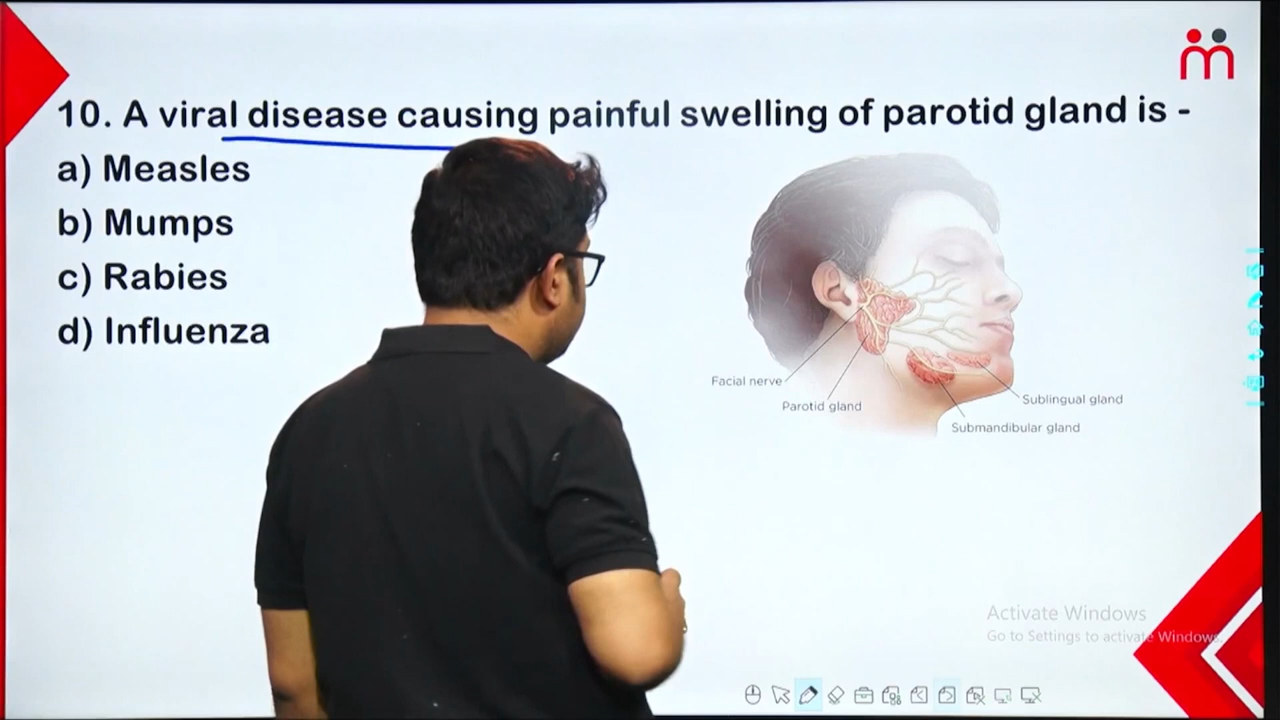 10. A viral disease causing painful swelling of parotid gland is -
a) Measles
b) Mumps
c) Rabies
d) Influenza
Facial nerve
Parotid gland
Sublingual gland
Submandibular gland
Activate Windows
Go to Settings to activate Windows.